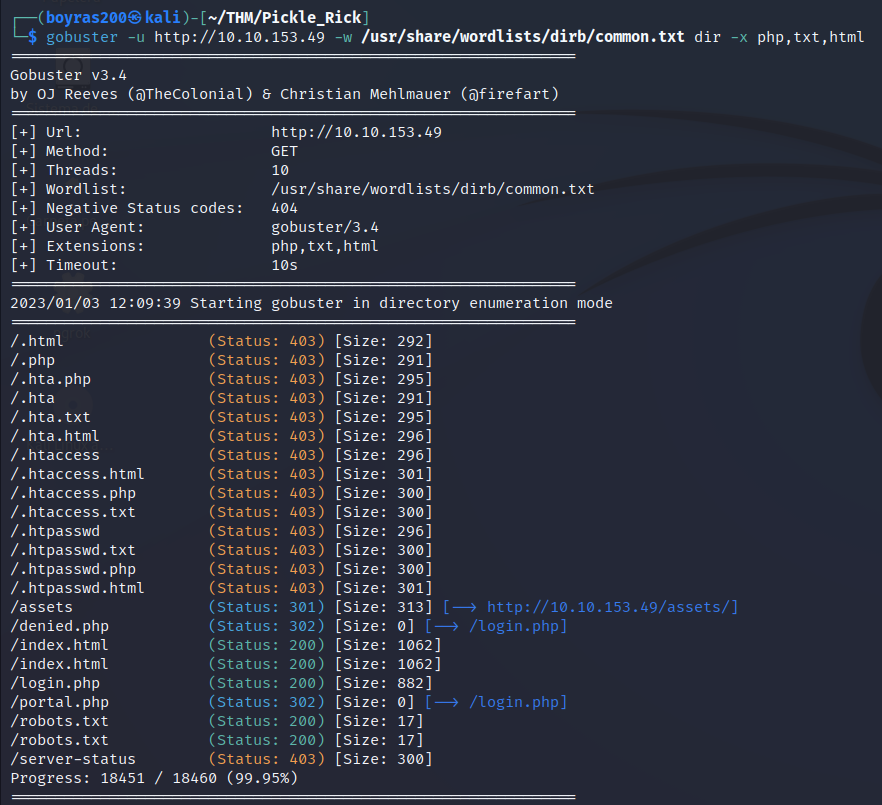 ┌──(boyras200㉿kali)-[~/THM/Pickle_Rick]
└─$ gobuster -u http://10.10.153.49 -w /usr/share/wordlists/dirb/common.txt dir -x php,txt,html
===============================================================
Gobuster v3.4
by OJ Reeves (@TheColonial) & Christian Mehlmauer (@firefart)
===============================================================
[+] Url:                     http://10.10.153.49
[+] Method:                  GET
[+] Threads:                 10
[+] Wordlist:                /usr/share/wordlists/dirb/common.txt
[+] Negative Status codes:   404
[+] User Agent:              gobuster/3.4
[+] Extensions:              php,txt,html
[+] Timeout:                 10s
===============================================================
2023/01/03 12:09:39 Starting gobuster in directory enumeration mode
===============================================================
/.html                (Status: 403) [Size: 292]
/.php                 (Status: 403) [Size: 291]
/.hta.php             (Status: 403) [Size: 295]
/.hta                 (Status: 403) [Size: 291]
/.hta.txt             (Status: 403) [Size: 295]
/.hta.html            (Status: 403) [Size: 296]
/.htaccess            (Status: 403) [Size: 296]
/.htaccess.html       (Status: 403) [Size: 301]
/.htaccess.php        (Status: 403) [Size: 300]
/.htaccess.txt        (Status: 403) [Size: 300]
/.htpasswd            (Status: 403) [Size: 296]
/.htpasswd.txt        (Status: 403) [Size: 300]
/.htpasswd.php        (Status: 403) [Size: 300]
/.htpasswd.html       (Status: 403) [Size: 301]
/assets               (Status: 301) [Size: 313] [--> http://10.10.153.49/assets/]
/denied.php           (Status: 302) [Size: 0] [--> /login.php]
/index.html           (Status: 200) [Size: 1062]
/index.html           (Status: 200) [Size: 1062]
/login.php            (Status: 200) [Size: 882]
/portal.php           (Status: 302) [Size: 0] [--> /login.php]
/robots.txt           (Status: 200) [Size: 17]
/robots.txt           (Status: 200) [Size: 17]
/server-status        (Status: 403) [Size: 300]
Progress: 18451 / 18460 (99.95%)
===============================================================